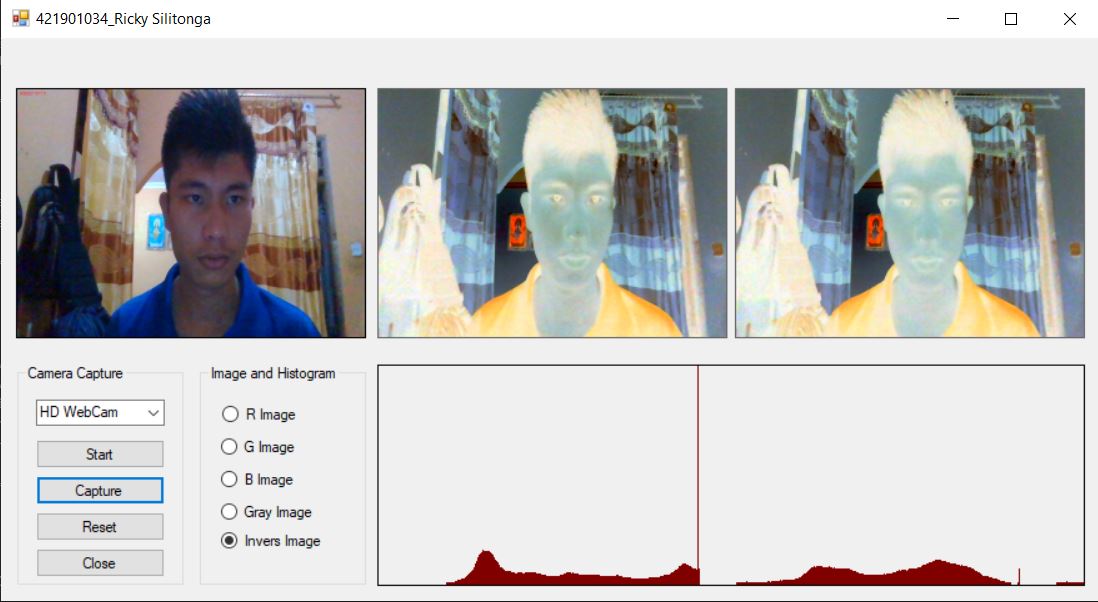 421901034_Ricky Silitonga
Camera Capture
HD WebCam
Start
Capture
Reset
Close
Image and Histogram
R Image
G Image
B Image
Gray Image
Invers Image